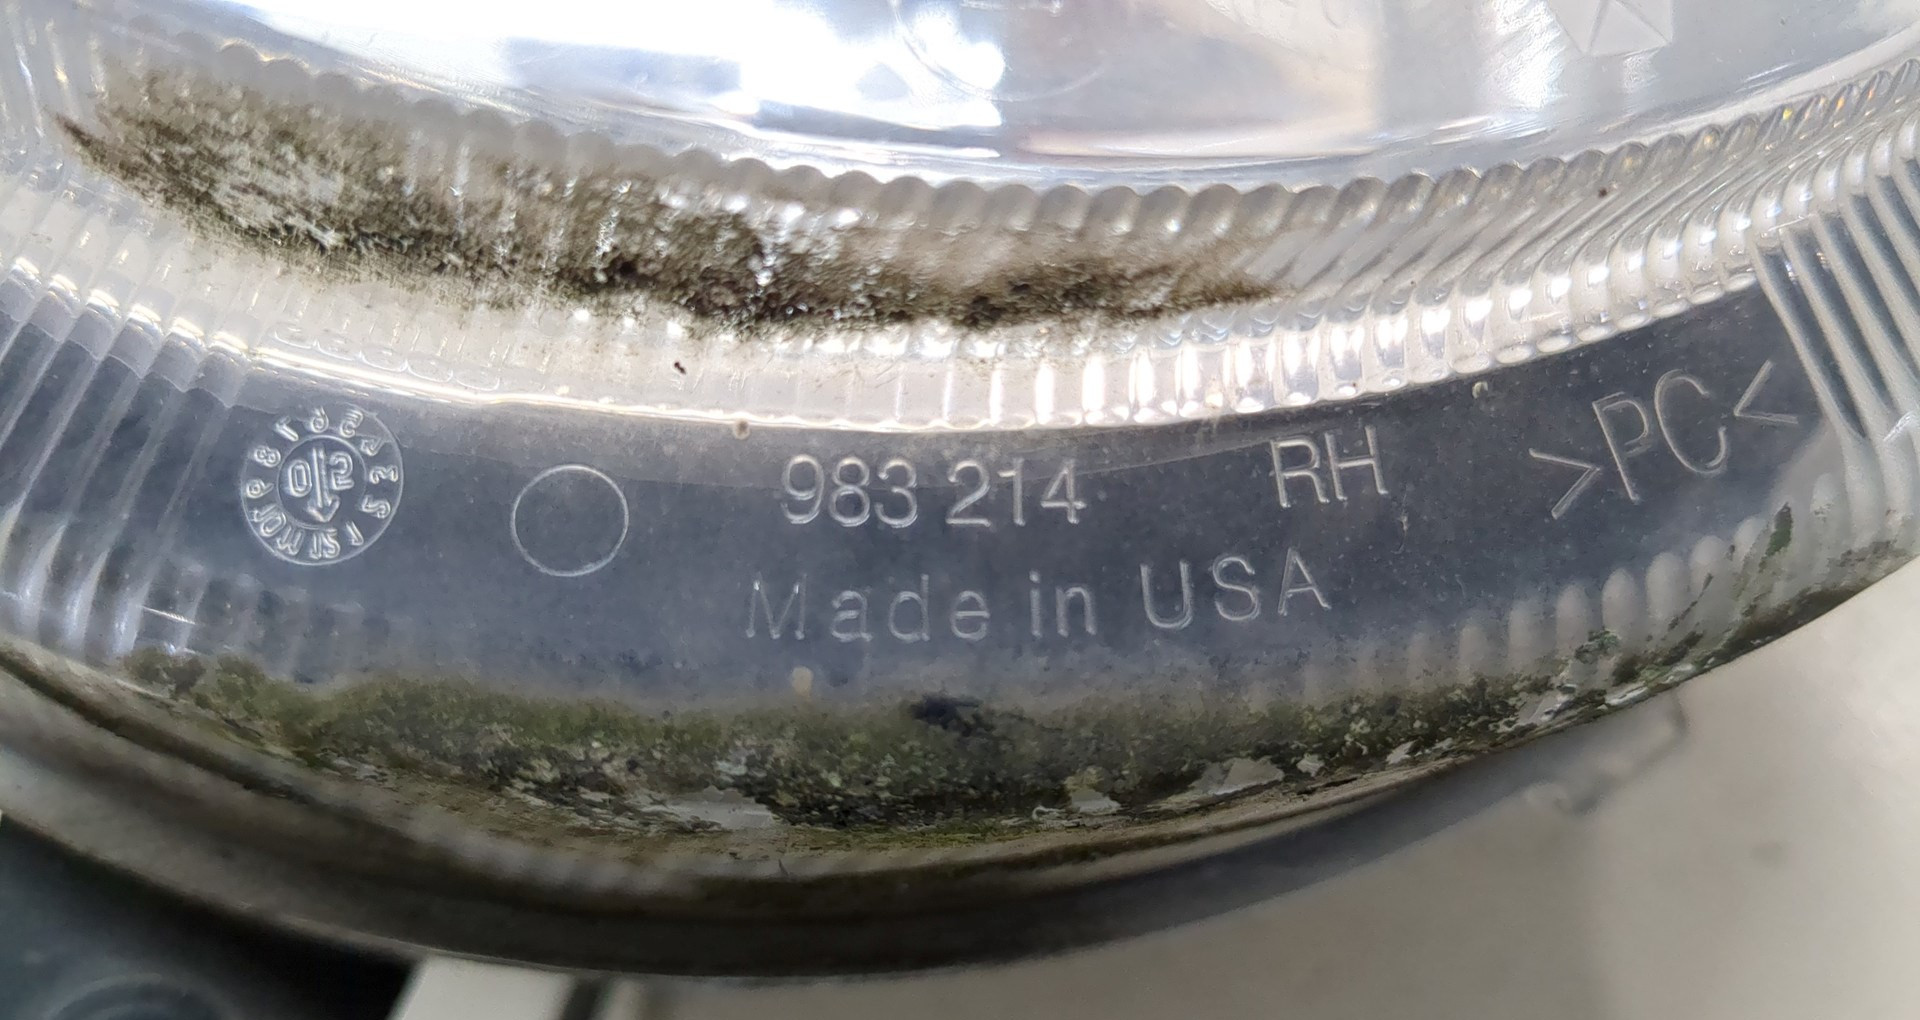 983 214 RH >PC<
Made in USA